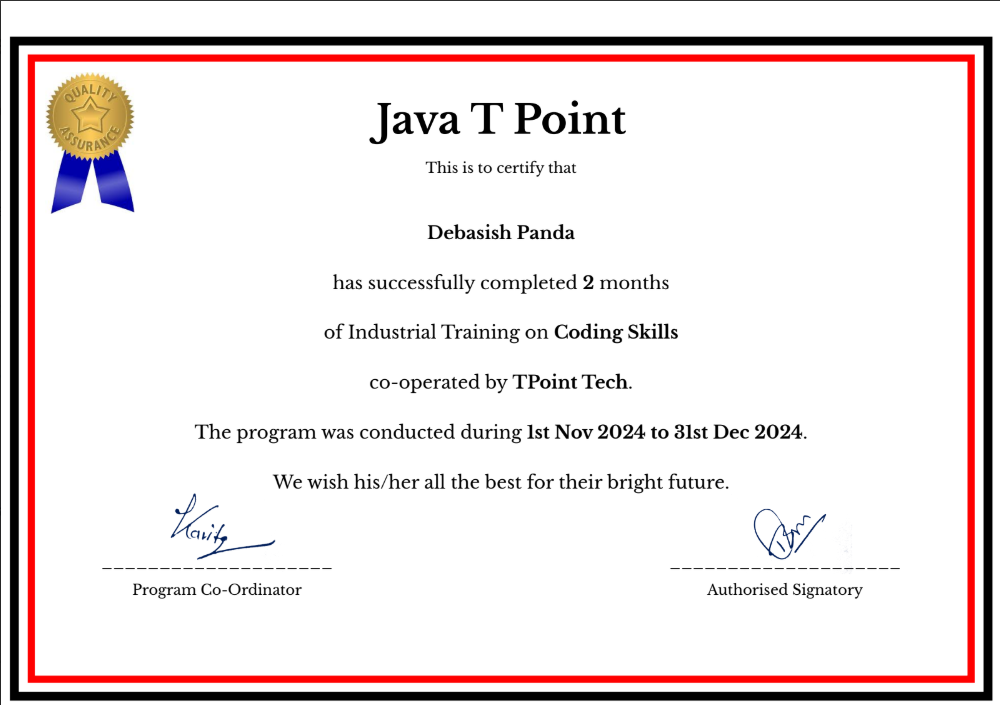 QUALITY
ASSURANCE
Java T Point
This is to certify that
Debasish Panda
has successfully completed 2 months
of Industrial Training on Coding Skills
co-operated by TPoint Tech.
The program was conducted during 1st Nov 2024 to 31st Dec 2024.
We wish his/her all the best for their bright future.
Program Co-Ordinator
Authorised Signatory